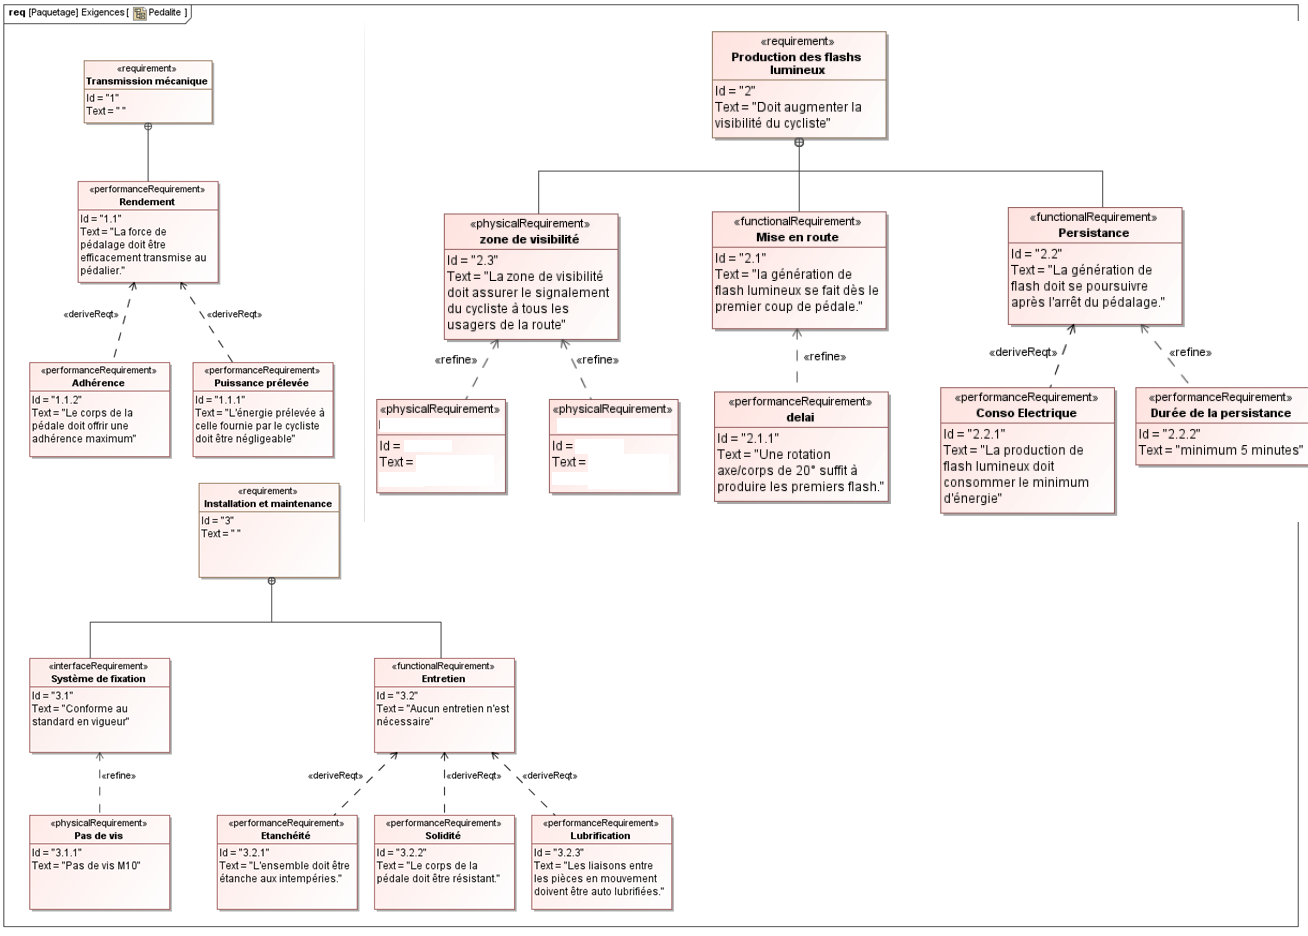 req [Paquetage] Exigences [ Pedalite ]
«requirement»
Transmission mécanique
Id = "1"
Text = " "
«performanceRequirement»
Rendement
Id = "1.1"
Text = "La force de
pédalage doit être
efficacement transmise au
pédalier."
«deriveReqt»
«deriveReqt»
«performanceRequirement»
Adhérence
Id = "1.1.2"
Text = "Le corps de la
pédale doit offrir une
adhérence maximum"
«performanceRequirement»
Puissance prélevée
Id = "1.1.1"
Text = "L'énergie prélevée à
celle fournie par le cycliste
doit être négligeable"
«requirement»
Production des flashs
lumineux
Id = "2"
Text = "Doit augmenter la
visibilité du cycliste"
«physicalRequirement»
zone de visibilité
Id = "2.3"
Text = "La zone de visibilité
doit assurer le signalement
du cycliste à tous les
usagers de la route"
«functionalRequirement»
Mise en route
Id = "2.1"
Text = "la génération de
flash lumineux se fait dès le
premier coup de pédale."
«functionalRequirement»
Persistance
Id = "2.2"
Text = "La génération de
flash doit se poursuivre
après l'arrêt du pédalage."
«refine»
«refine»
«refine»
«deriveReqt»
«refine»
«physicalRequirement»
Id =
Text =
«physicalRequirement»
Id =
Text =
«performanceRequirement»
delai
Id = "2.1.1"
Text = "Une rotation
axe/corps de 20° suffit à
produire les premiers flash."
«performanceRequirement»
Conso Electrique
Id = "2.2.1"
Text = "La production de
flash lumineux doit
consommer le minimum
d'énergie"
«performanceRequirement»
Durée de la persistance
Id = "2.2.2"
Text = "minimum 5 minutes"
«requirement»
Installation et maintenance
Id = "3"
Text = " "
«interfaceRequirement»
Système de fixation
Id = "3.1"
Text = "Conforme au
standard en vigueur"
«functionalRequirement»
Entretien
Id = "3.2"
Text = "Aucun entretien n'est
nécessaire"
«refine»
«deriveReqt»
«deriveReqt»
«deriveReqt»
«physicalRequirement»
Pas de vis
Id = "3.1.1"
Text = "Pas de vis M10"
«performanceRequirement»
Etanchéité
Id = "3.2.1"
Text = "L'ensemble doit être
étanche aux intempéries."
«performanceRequirement»
Solidité
Id = "3.2.2"
Text = "Le corps de la
pédale doit être résistant."
«performanceRequirement»
Lubrification
Id = "3.2.3"
Text = "Les liaisons entre
les pièces en mouvement
doivent être auto lubrifiées."